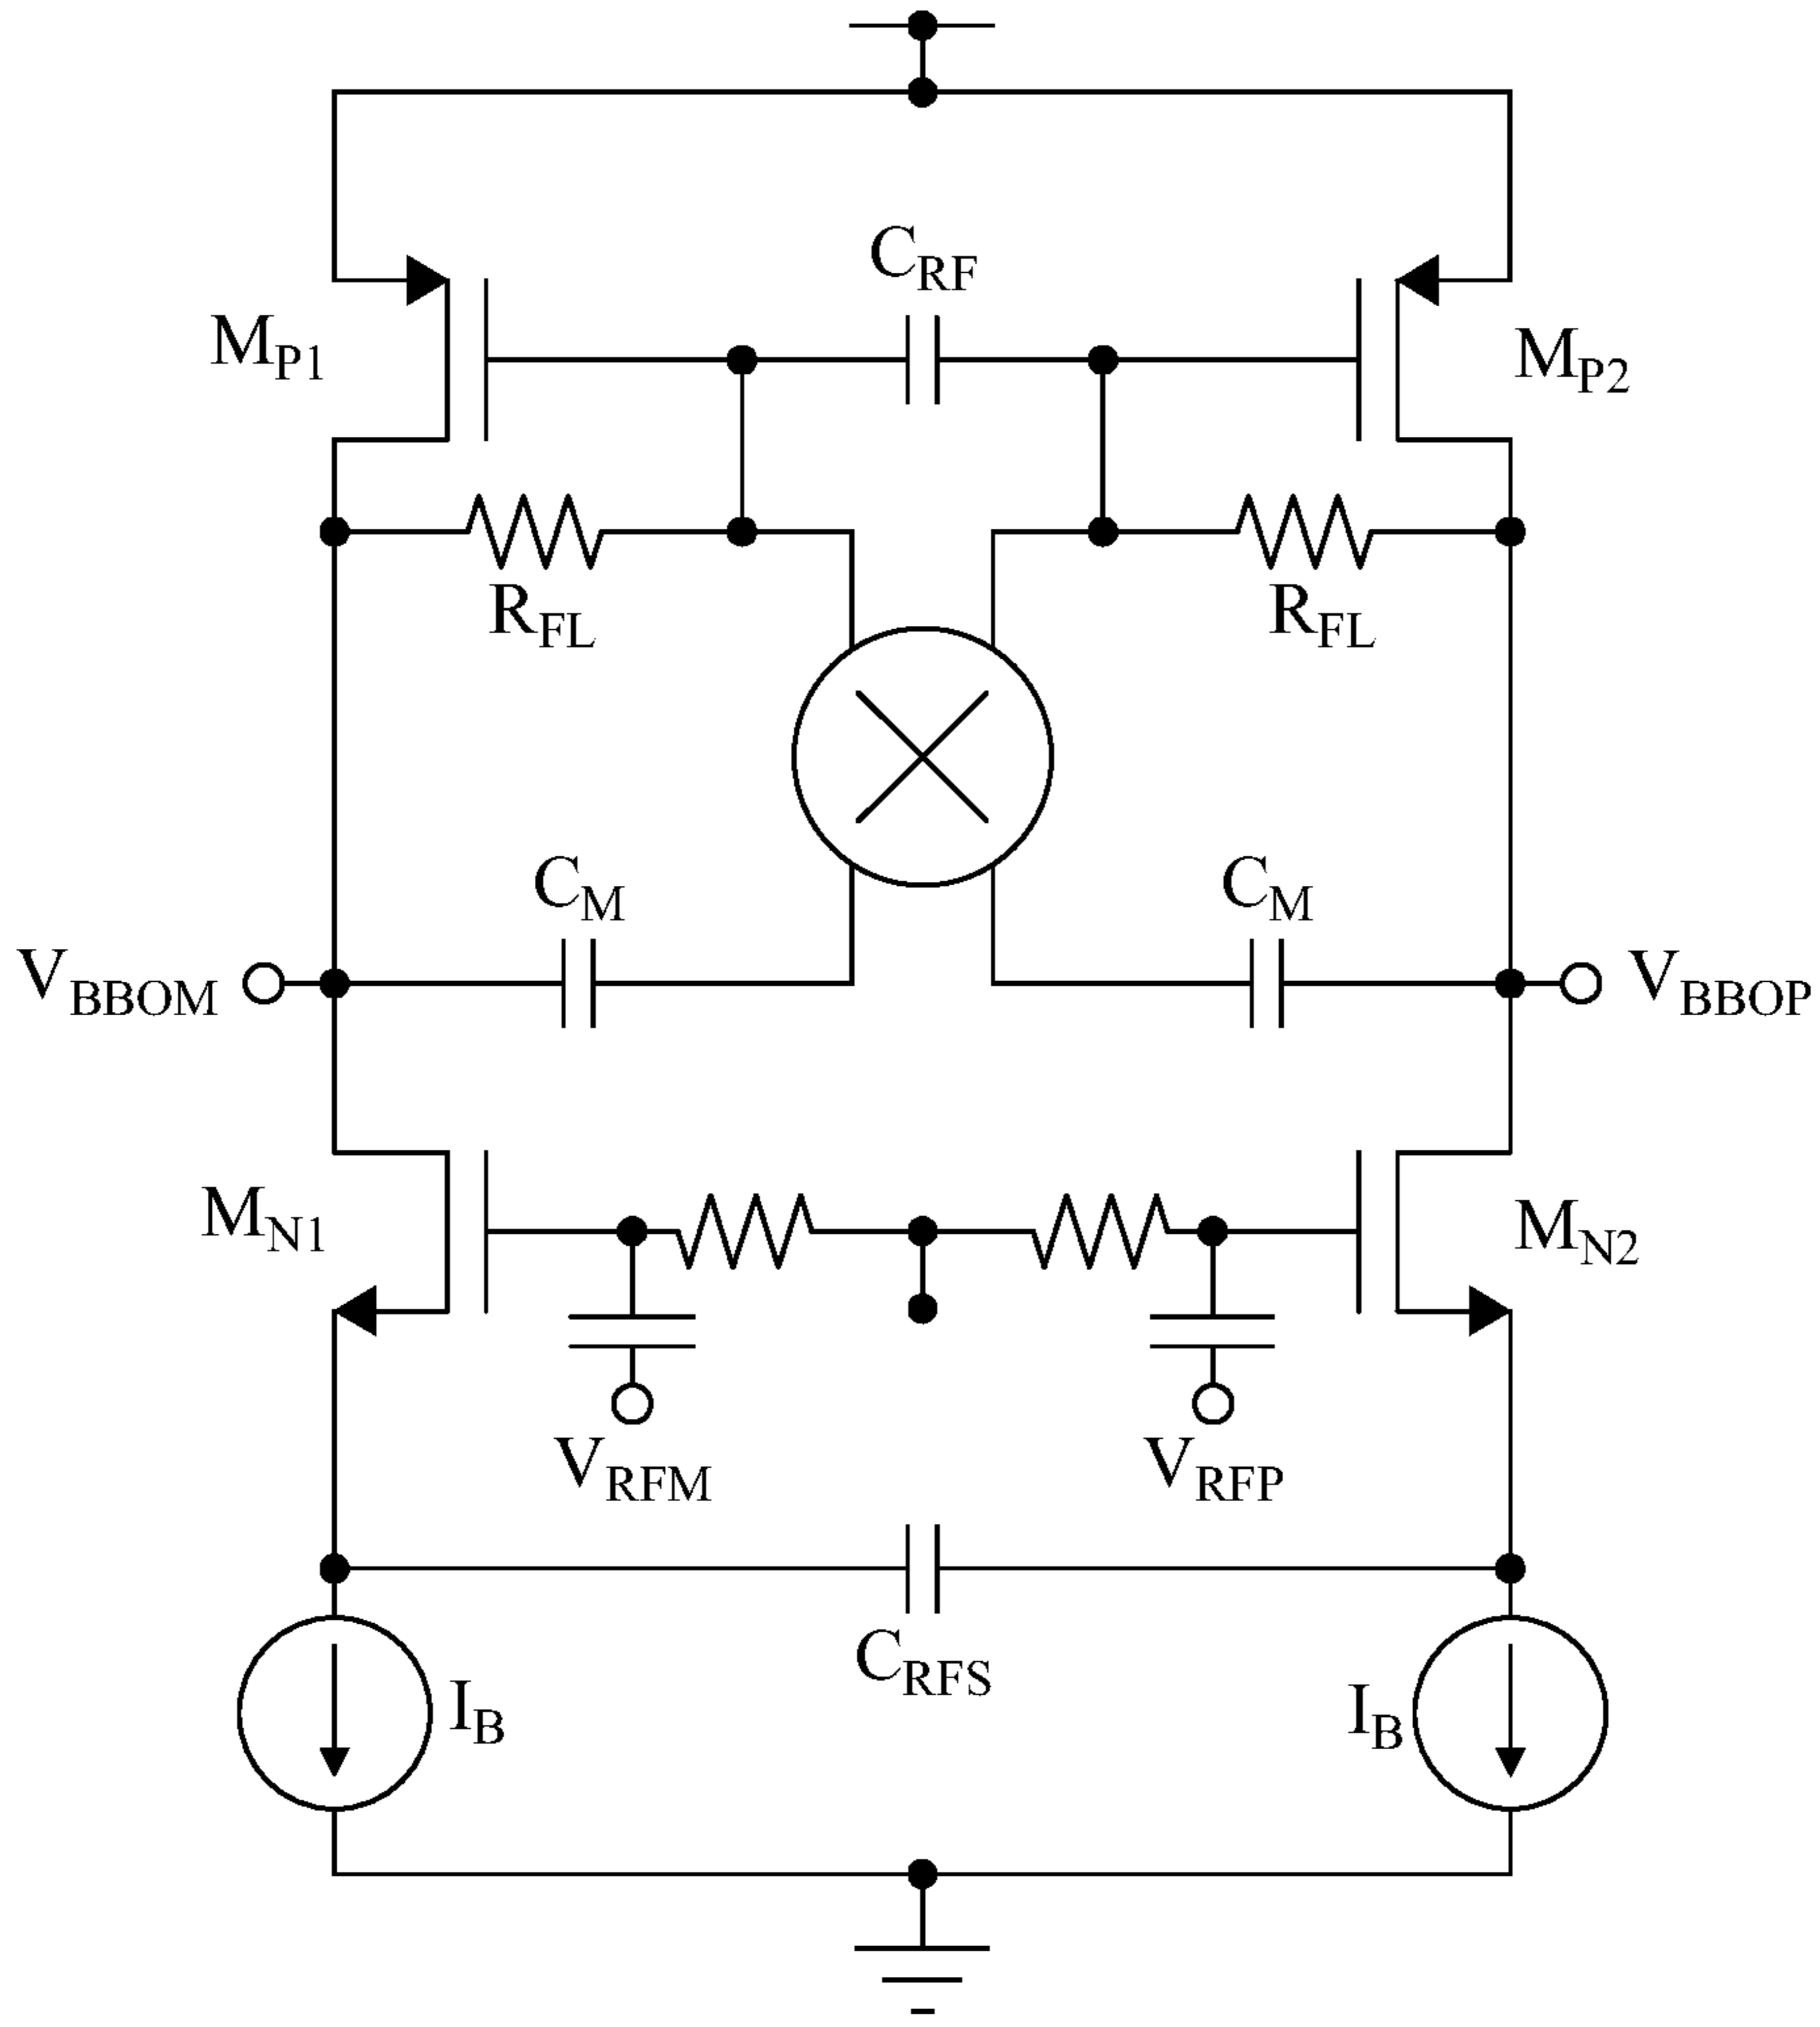 C_RF
M_P1
M_P2
R_FL
R_FL
C_M
C_M
V_BBOM
V_BBOP
M_N1
M_N2
V_RFM
V_RFP
C_RFS
I_B
I_B